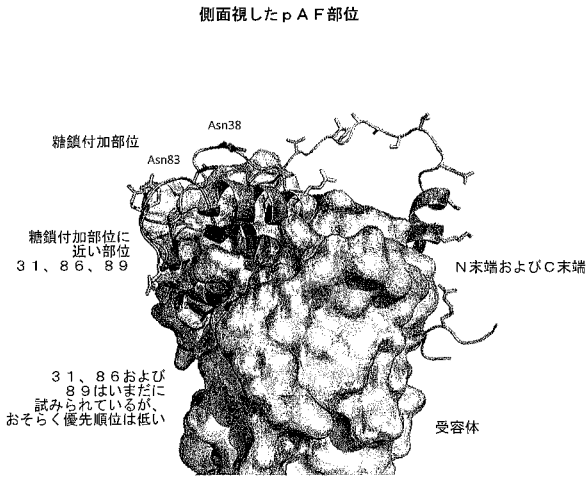 側面視したｐＡＦ部位
Asn38
糖鎖付加部位
Asn83
糖鎖付加部位に
近い部位
３１、８６、８９
Ｎ末端およびＣ末端
３１、８６および
８９はいまだに
試みられているが、
おそらく優先順位は低い
受容体